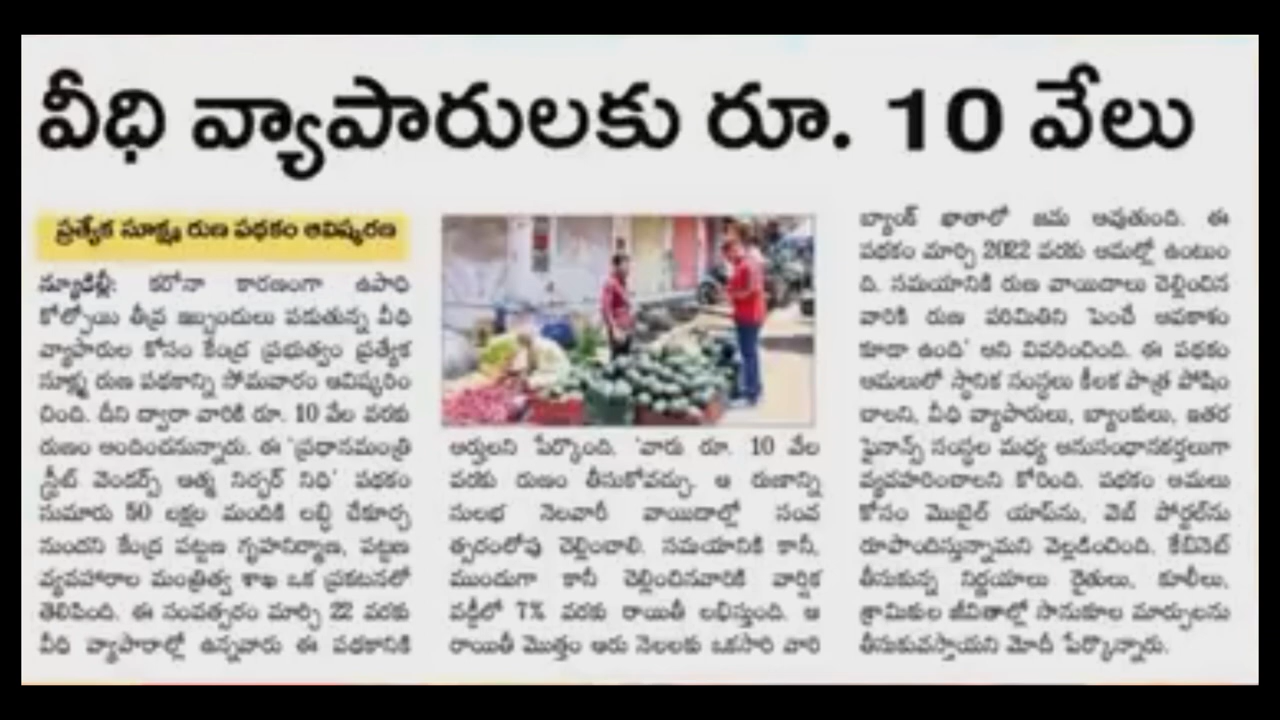 వీధి వ్యాపారులకు రూ. 10 వేలు
ప్రత్యేక సూక్ష్మ రుణ పథకం ఆవిష్కరణ
న్యూఢిల్లీ: కరోనా కారణంగా ఉపాధి
కోల్పోయి తీవ్ర ఇబ్బందులు పడుతున్న వీధి
వ్యాపారుల కోసం కేంద్ర ప్రభుత్వం ప్రత్యేక
సూక్ష్మ రుణ పథకాన్ని సోమవారం ఆవిష్కరిం
చింది. దీని ద్వారా వారికి రూ. 10 వేల వరకు
రుణం అందించనున్నారు. ఈ 'ప్రధానమంత్రి
స్ట్రీట్ వెండర్స్ ఆత్మ నిర్భర్ నిధి' పథకం
సుమారు 50 లక్షల మందికి లబ్ధి చేకూర్చ
నుందని కేంద్ర పట్టణ గృహనిర్మాణ, పట్టణ
వ్యవహారాల మంత్రిత్వ శాఖ ఒక ప్రకటనలో
తెలిపింది. ఈ సంవత్సరం మార్చి 22 వరకు
వీధి వ్యాపారాల్లో ఉన్నవారు ఈ పథకానికి
అర్హులని పేర్కొంది. 'వారు రూ. 10 వేల
వరకు రుణం తీసుకోవచ్చు. ఆ రుణాన్ని
సులభ నెలవారీ వాయిదాల్లో సంవ
త్సరంలోపు చెల్లించాలి. సమయానికి కానీ,
ముందుగా కానీ చెల్లించినవారికి వార్షిక
వడ్డీలో 7% వరకు రాయితీ లభిస్తుంది. ఆ
రాయితీ మొత్తం ఆరు నెలలకు ఒకసారి వారి
బ్యాంక్ ఖాతాలో జమ అవుతుంది. ఈ
పథకం మార్చి 2022 వరకు అమల్లో ఉంటుం
ది. సమయానికి రుణ వాయిదాలు చెల్లించిన
వారికి రుణ పరిమితిని పెంచే అవకాశం
కూడా ఉంది' అని వివరించింది. ఈ పథకం
అమలులో స్థానిక సంస్థలు కీలక పాత్ర పోషిం
చాలని, వీధి వ్యాపారులు, బ్యాంకులు, ఇతర
ఫైనాన్స్ సంస్థల మధ్య అనుసంధానకర్తలుగా
వ్యవహరించాలని కోరింది. పథకం అమలు
కోసం మొబైల్ యాప్‌ను, వెబ్ పోర్టల్‌ను
రూపొందిస్తున్నామని వెల్లడించింది. కేబినెట్
తీసుకున్న నిర్ణయాలు రైతులు, కూలీలు,
శ్రామికుల జీవితాల్లో సానుకూల మార్పులను
తీసుకువస్తాయని మోదీ పేర్కొన్నారు.